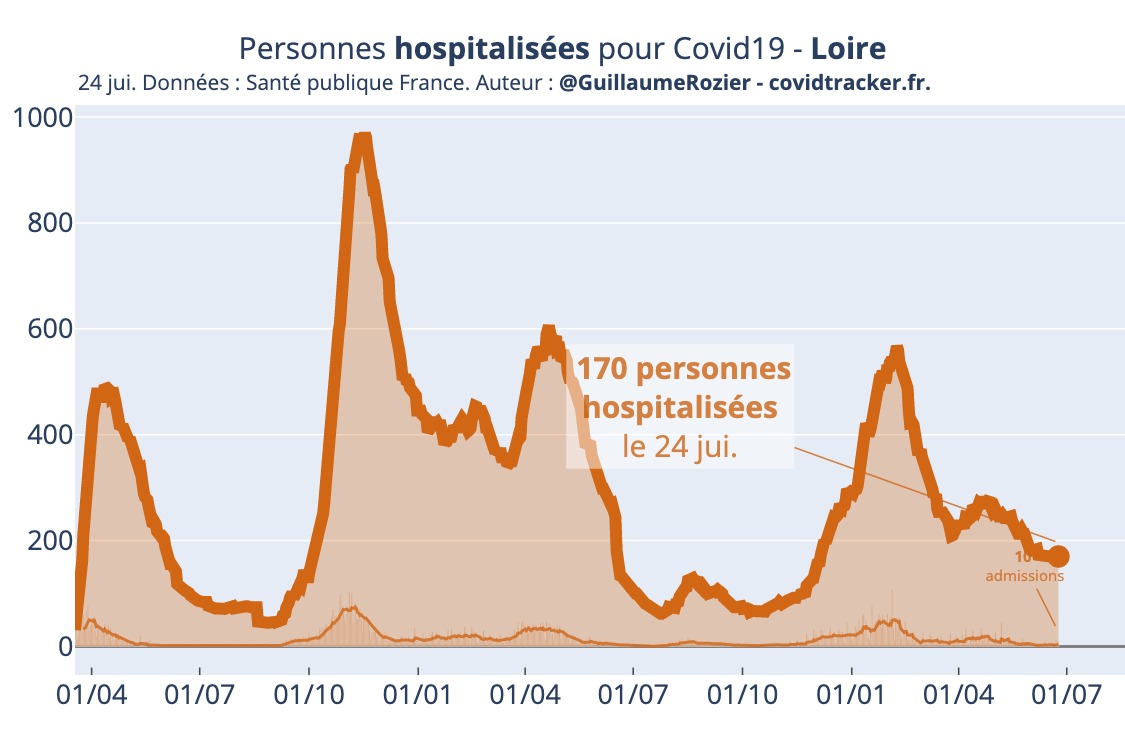 Personnes hospitalisées pour Covid19 - Loire
24 jui. Données : Santé publique France. Auteur : @GuillaumeRozier - covidtracker.fr.
1000
800
600
400
200
0
170 personnes
hospitalisées
le 24 jui.
admissions
01/04 01/07 01/10 01/01 01/04 01/07 01/10 01/01 01/04 01/07